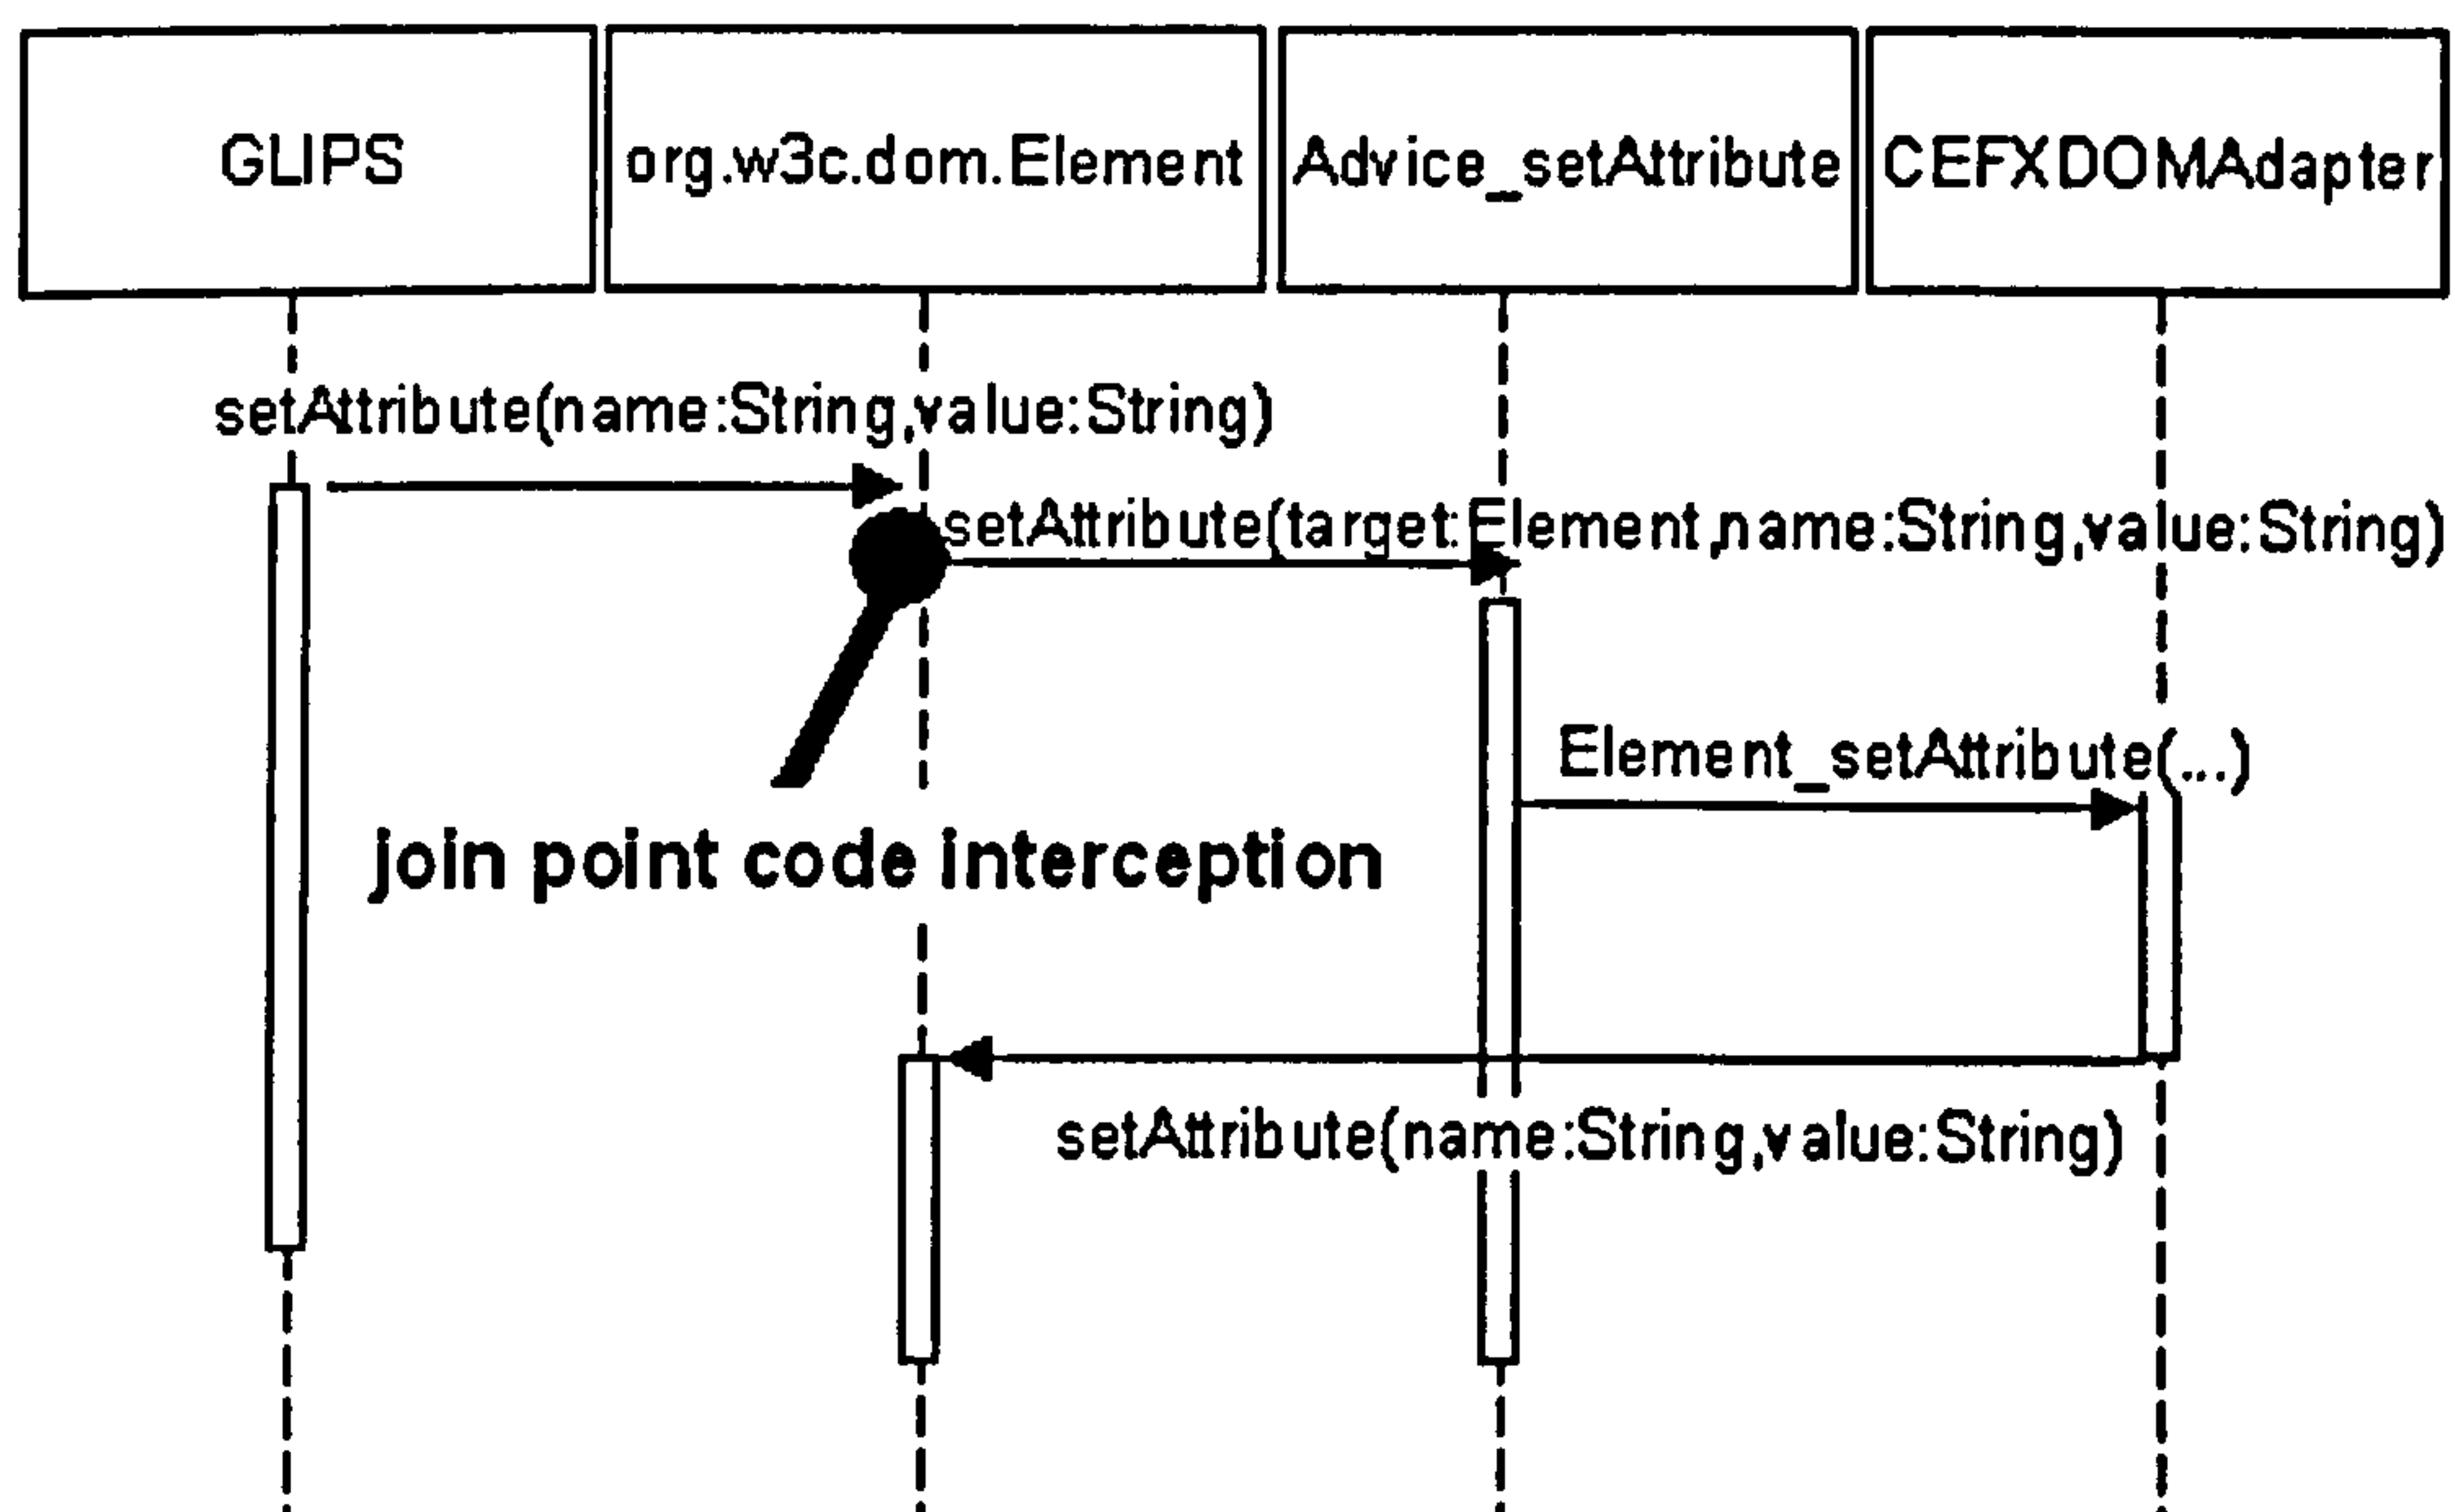 GLIPS
org.w3c.dom.Element
Advice_setAttribute
CEFXDOMAdapter
setAttribute(name:String,value:String)
setAttribute(target:Element,name:String,value:String)
Element_setAttribute(...)
join point code interception
setAttribute(name:String,value:String)